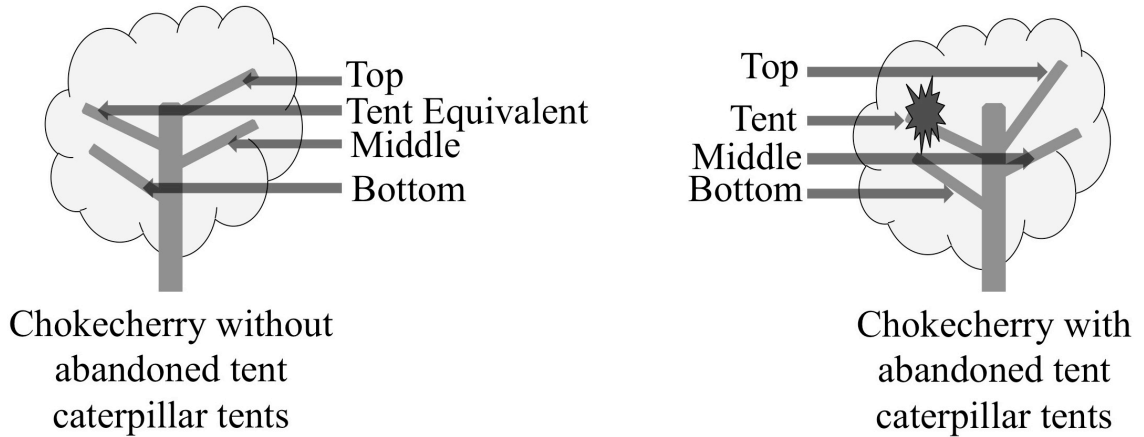 Top
Tent Equivalent
Middle
Bottom
Chokecherry without
abandoned tent
caterpillar tents
Top
Tent
Middle
Bottom
Chokecherry with
abandoned tent
caterpillar tents